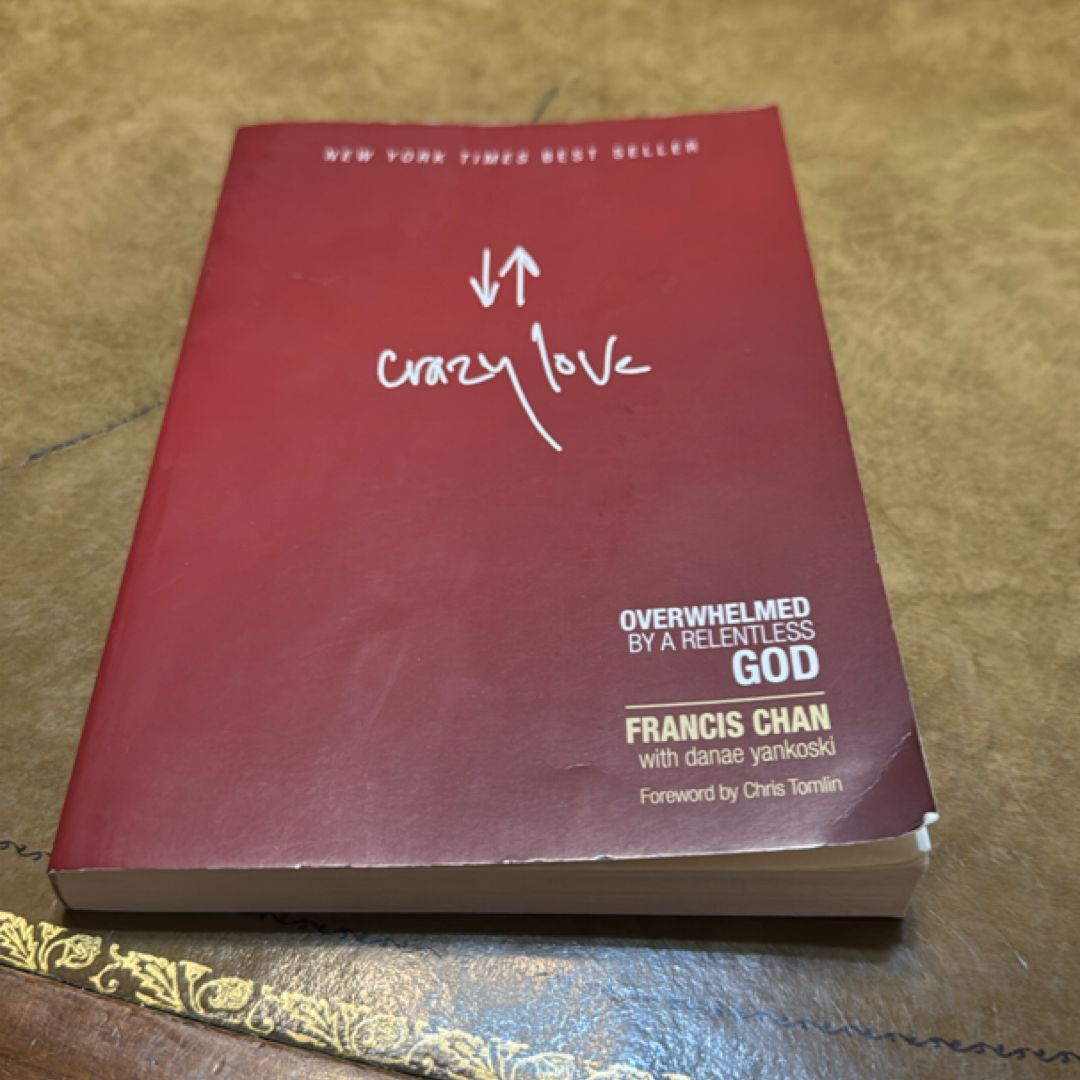 NEW YORK TIMES BEST SELLER
crazy love
OVERWHELMED
BY A RELENTLESS
GOD
FRANCIS CHAN
with danae yankoski
Foreword by Chris Tomlin